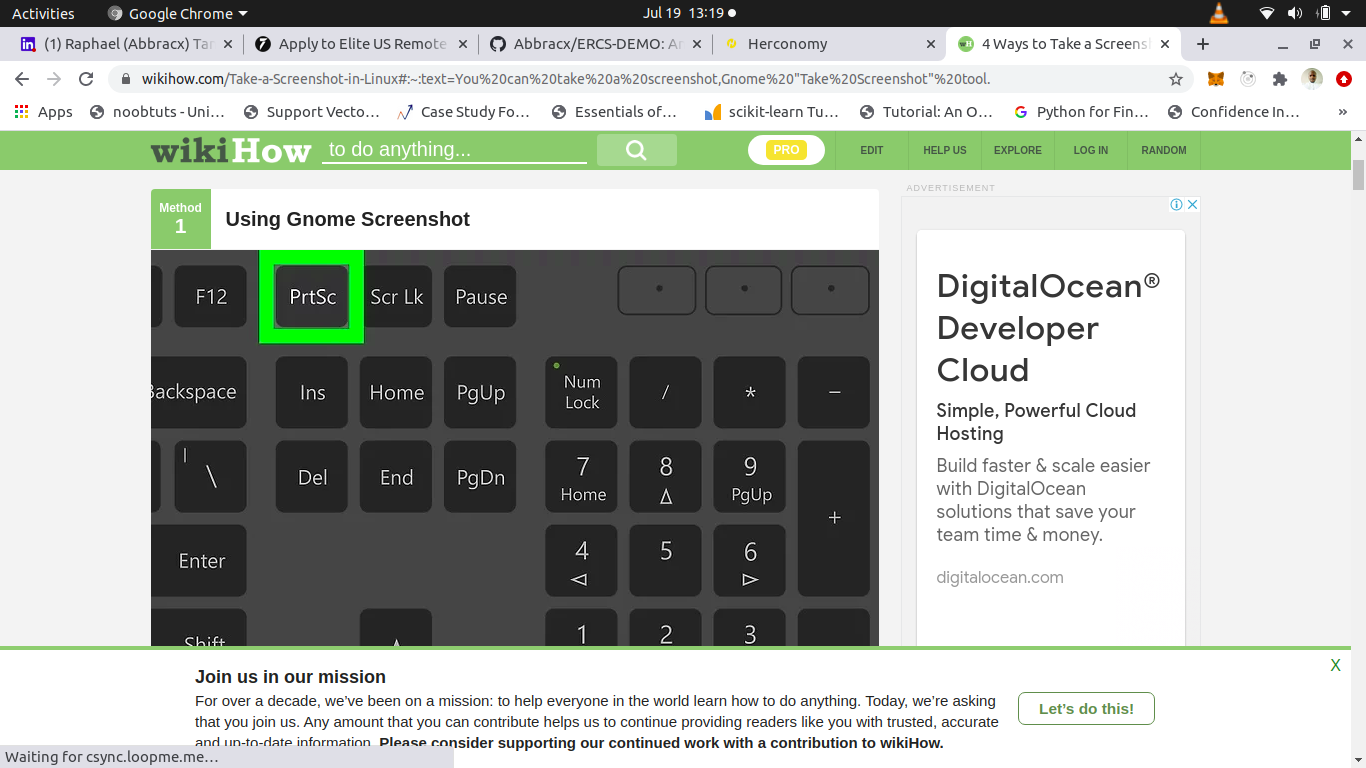 Activities Google Chrome Jul 19 13:19
(1) Raphael (Abbracx) Tar Apply to Elite US Remote Abbracx/ERCS-DEMO: Ar Herconomy 4 Ways to Take a Screensh
wikihow.com/Take-a-Screenshot-in-Linux#:~:text=You%20can%20take%20a%20screenshot,Gnome%20"Take%20Screenshot"%20tool.
Apps noobtuts - Uni... Support Vecto... Case Study Fo... Essentials of... scikit-learn Tu... Tutorial: An O... Python for Fin... Confidence In... »
wikiHow to do anything... PRO EDIT HELP US EXPLORE LOG IN RANDOM
ADVERTISEMENT
Method
1
Using Gnome Screenshot
F12 PrtSc Scr Lk Pause
Backspace Ins Home PgUp Num Lock / * −
| \ Del End PgDn 7 Home 8 9 PgUp +
Enter 4 5 6
Shift 1 2 3
DigitalOcean®
Developer
Cloud
Simple, Powerful Cloud
Hosting
Build faster & scale easier
with DigitalOcean
solutions that save your
team time & money.
digitalocean.com
Join us in our mission
X
For over a decade, we've been on a mission: to help everyone in the world learn how to do anything. Today, we're asking
that you join us. Any amount that you can contribute helps us to continue providing readers like you with trusted, accurate
and up-to-date information. Please consider supporting our continued work with a contribution to wikiHow.
Let's do this!
Waiting for csync.loopme.me...